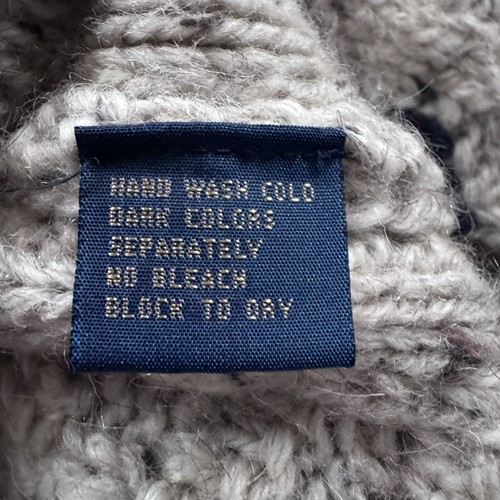 HAND WASH COLD
DARK COLORS
SEPARATELY
NO BLEACH
BLOCK TO DRY